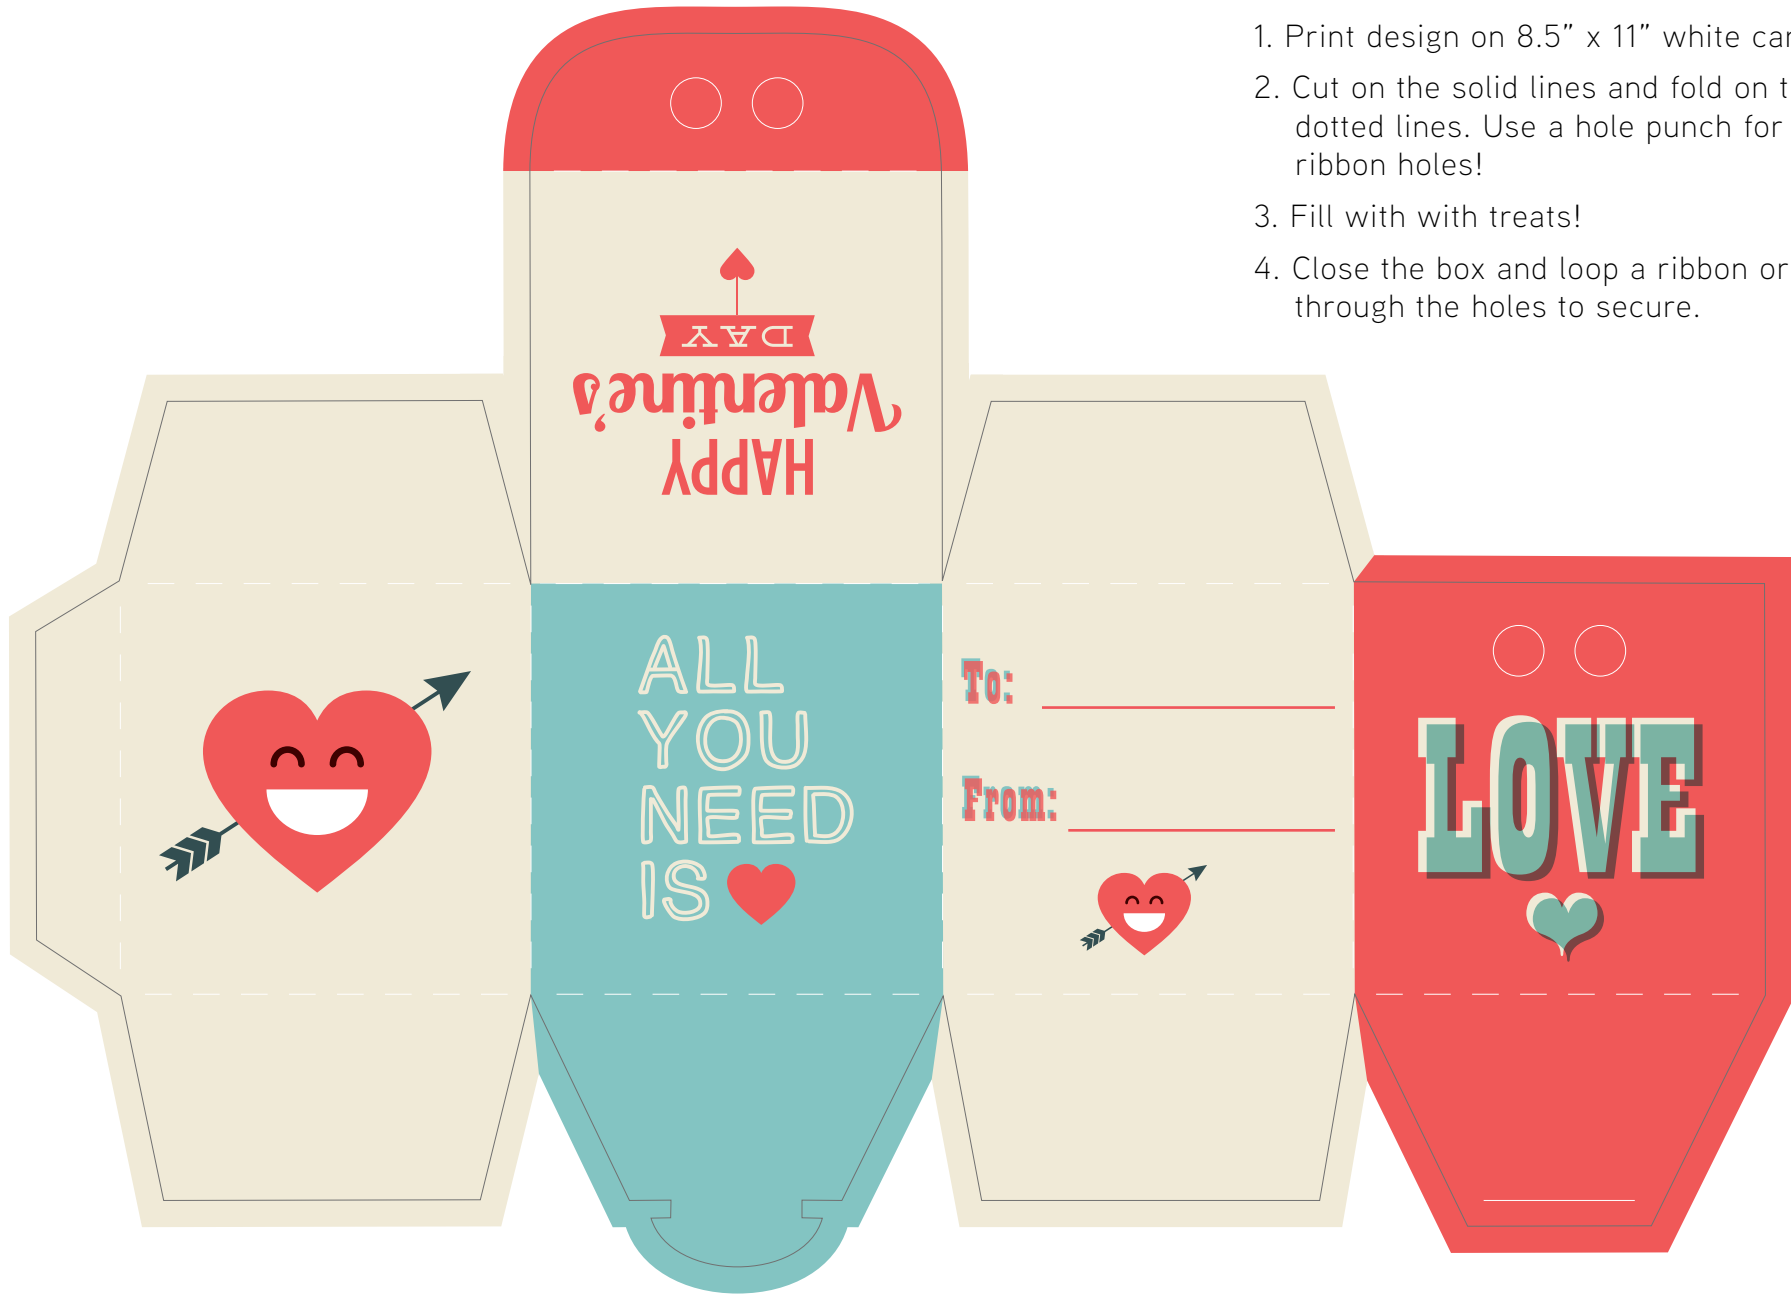 1. Print design on 8.5” x 11” white
2. Cut on the solid lines and fold on
dotted lines. Use a hole punch for
ribbon holes!
3. Fill with with treats!
4. Close the box and loop a ribbon or
through the holes to secure.
HAPPY
Valentine's
DAY
ALL
YOU
NEED
IS
To:
From:
LOVE